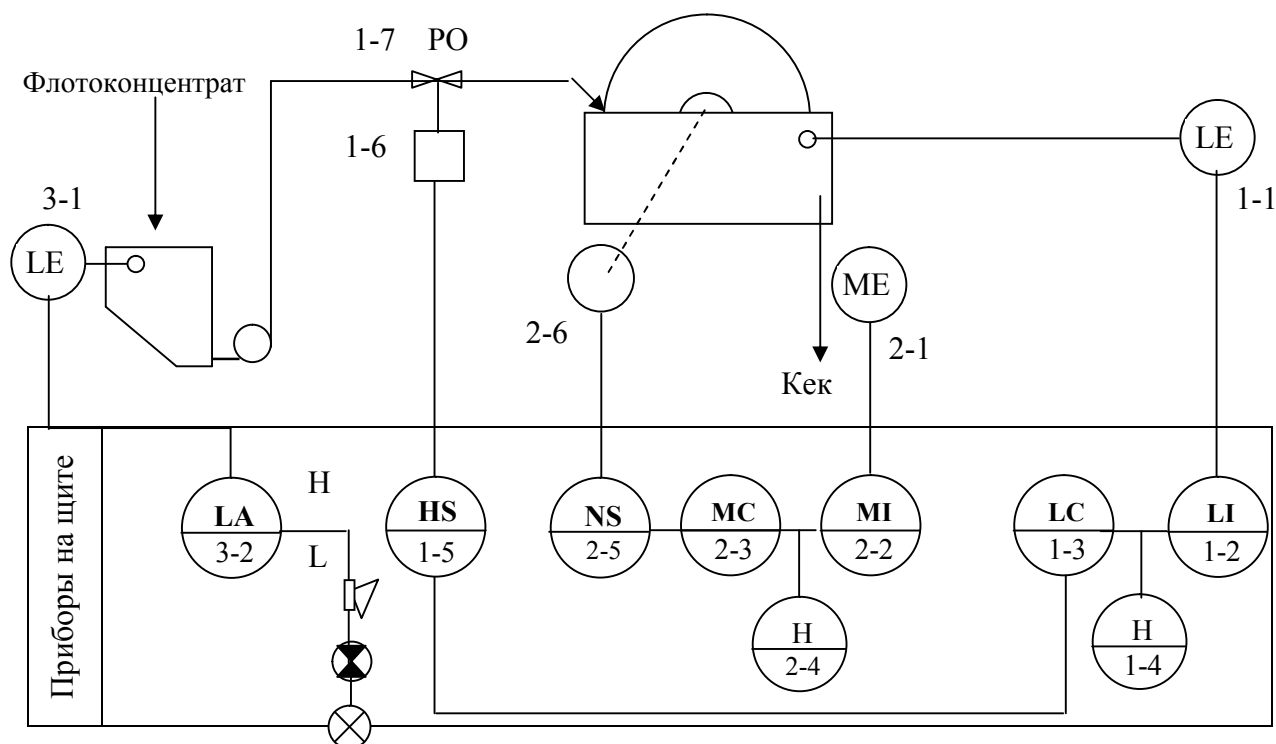 1-7 РО
Флотоконцентрат
1-6
LE
1-1
3-1
LE
ME
2-6
2-1
Кек
Приборы на щите
H
LA
3-2
L
HS
1-5
NS
2-5
MC
2-3
MI
2-2
LC
1-3
LI
1-2
H
2-4
H
1-4